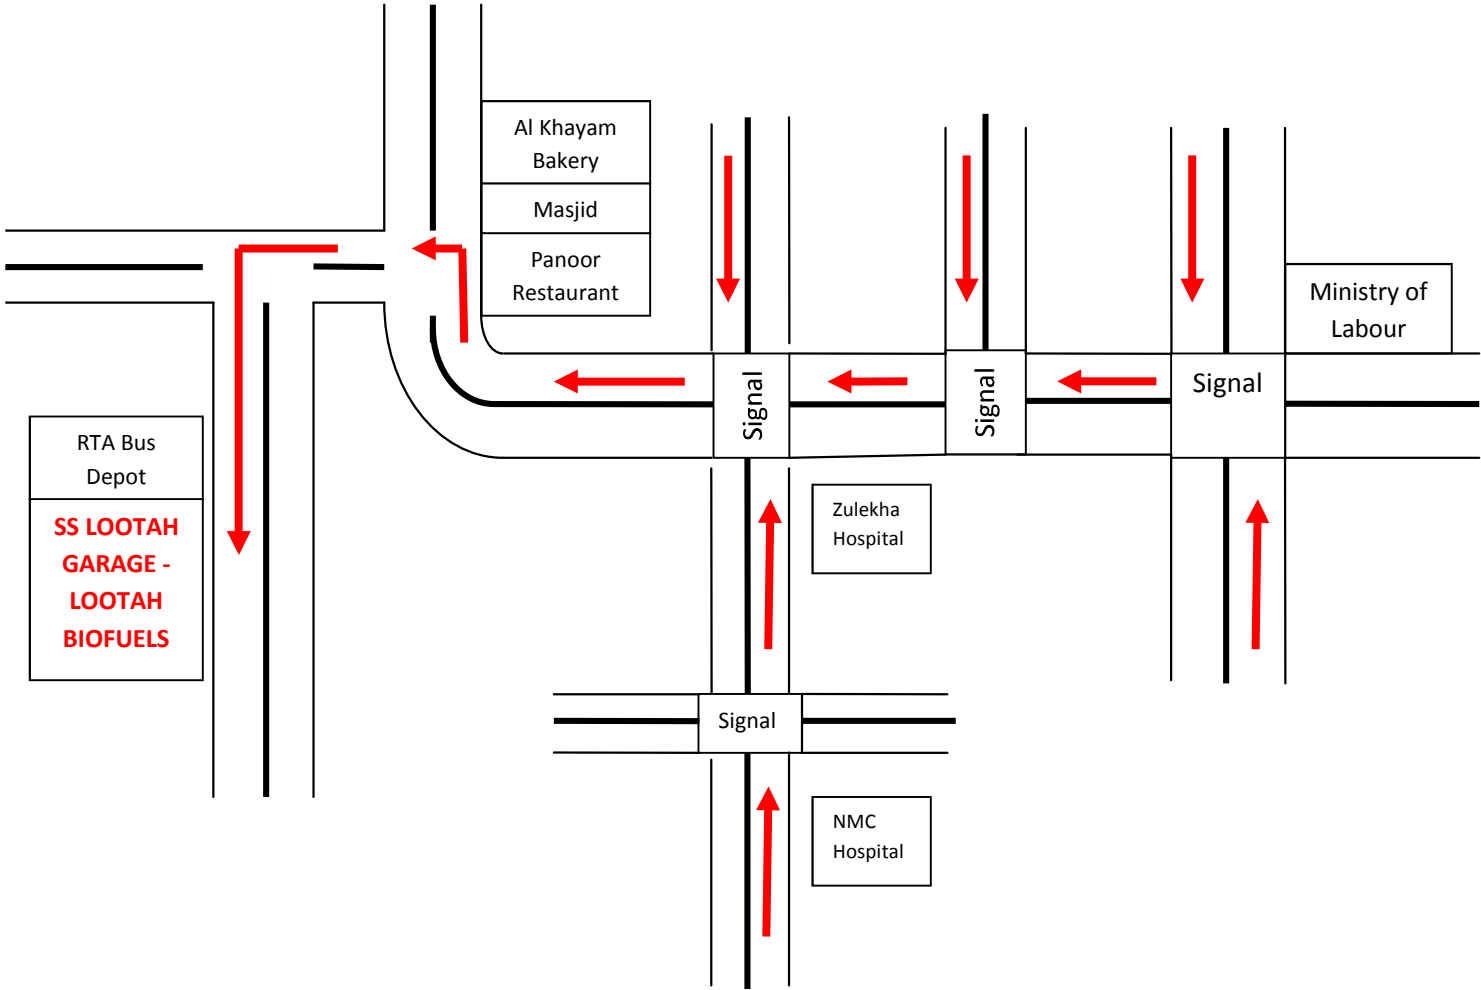 Al Khayam
Bakery
Masjid
Panoor
Restaurant
Ministry of
Labour
Signal
Signal
Signal
RTA Bus
Depot
SS LOOTAH
GARAGE -
LOOTAH
BIOFUELS
Zulekha
Hospital
Signal
NMC
Hospital